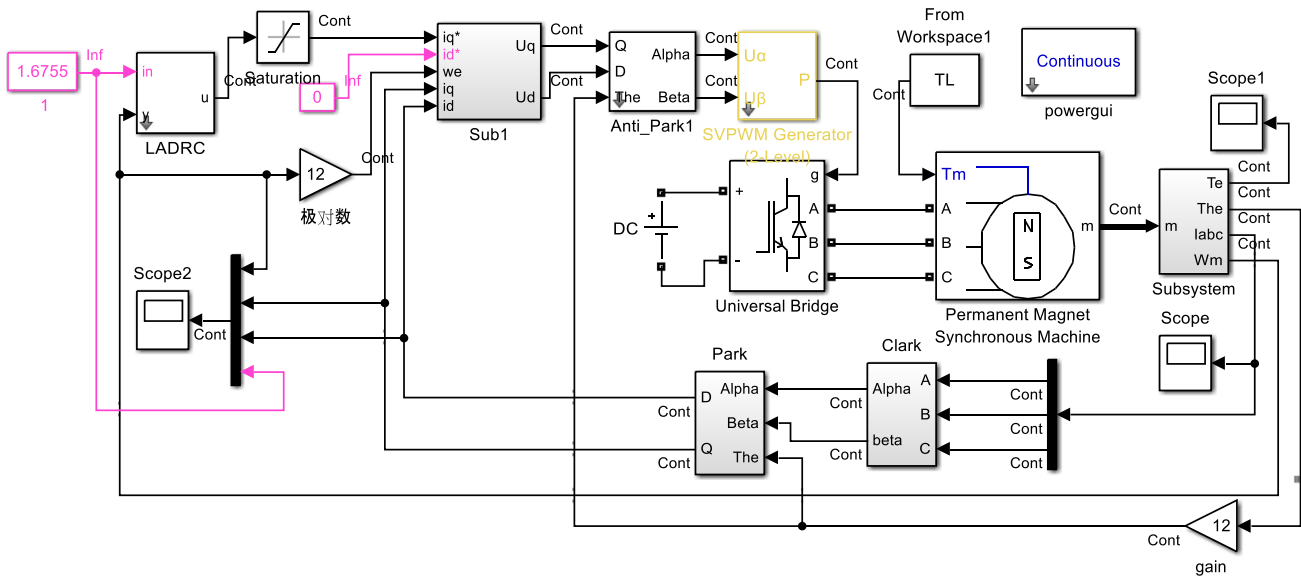 1.6755
1
Inf
in
y
u
LADRC
Cont
Saturation
Cont
0
Inf
iq*
id*
we
iq
id
Uq
Ud
Sub1
Cont
Cont
Q
D
The
Alpha
Beta
Anti_Park1
Cont
Cont
Uα
Uβ
P
SVPWM Generator
(2-Level)
Cont
From
Workspace1
TL
Cont
Continuous
powergui
Scope1
12
极对数
Cont
DC
+
+
-
g
A
B
C
Universal Bridge
Tm
A
B
C
N
S
m
Permanent Magnet
Synchronous Machine
Cont
m
Te
The
Iabc
Wm
Subsystem
Cont
Cont
Cont
Cont
Scope2
Cont
Scope
Park
D
Q
Alpha
Beta
The
Cont
Cont
Clark
Alpha
beta
A
B
C
Cont
Cont
Cont
Cont
Cont
12
Cont
gain